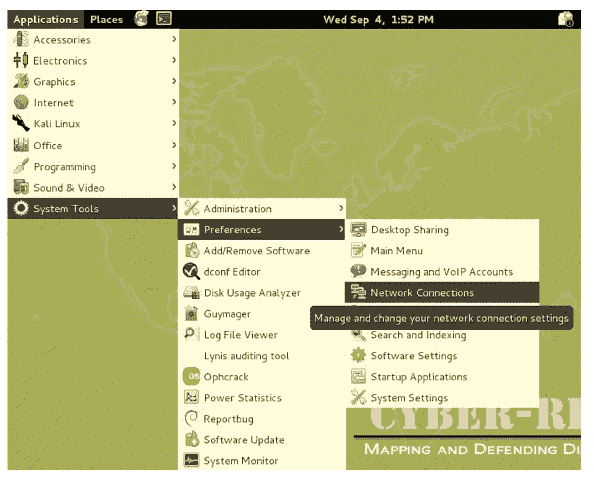 Applications Places Wed Sep 4, 1:52 PM
Accessories
Electronics
Graphics
Internet
Kali Linux
Office
Programming
Sound & Video
System Tools
Administration
Preferences
Add/Remove Software
dconf Editor
Disk Usage Analyzer
Guymager
Log File Viewer
Lynis auditing tool
Ophcrack
Power Statistics
Reportbug
Software Update
System Monitor
Desktop Sharing
Main Menu
Messaging and VoIP Accounts
Network Connections
Manage and change your network connection settings
Search and Indexing
Software Settings
Startup Applications
System Settings
CYBER-R
MAPPING AND DEFENDING DI